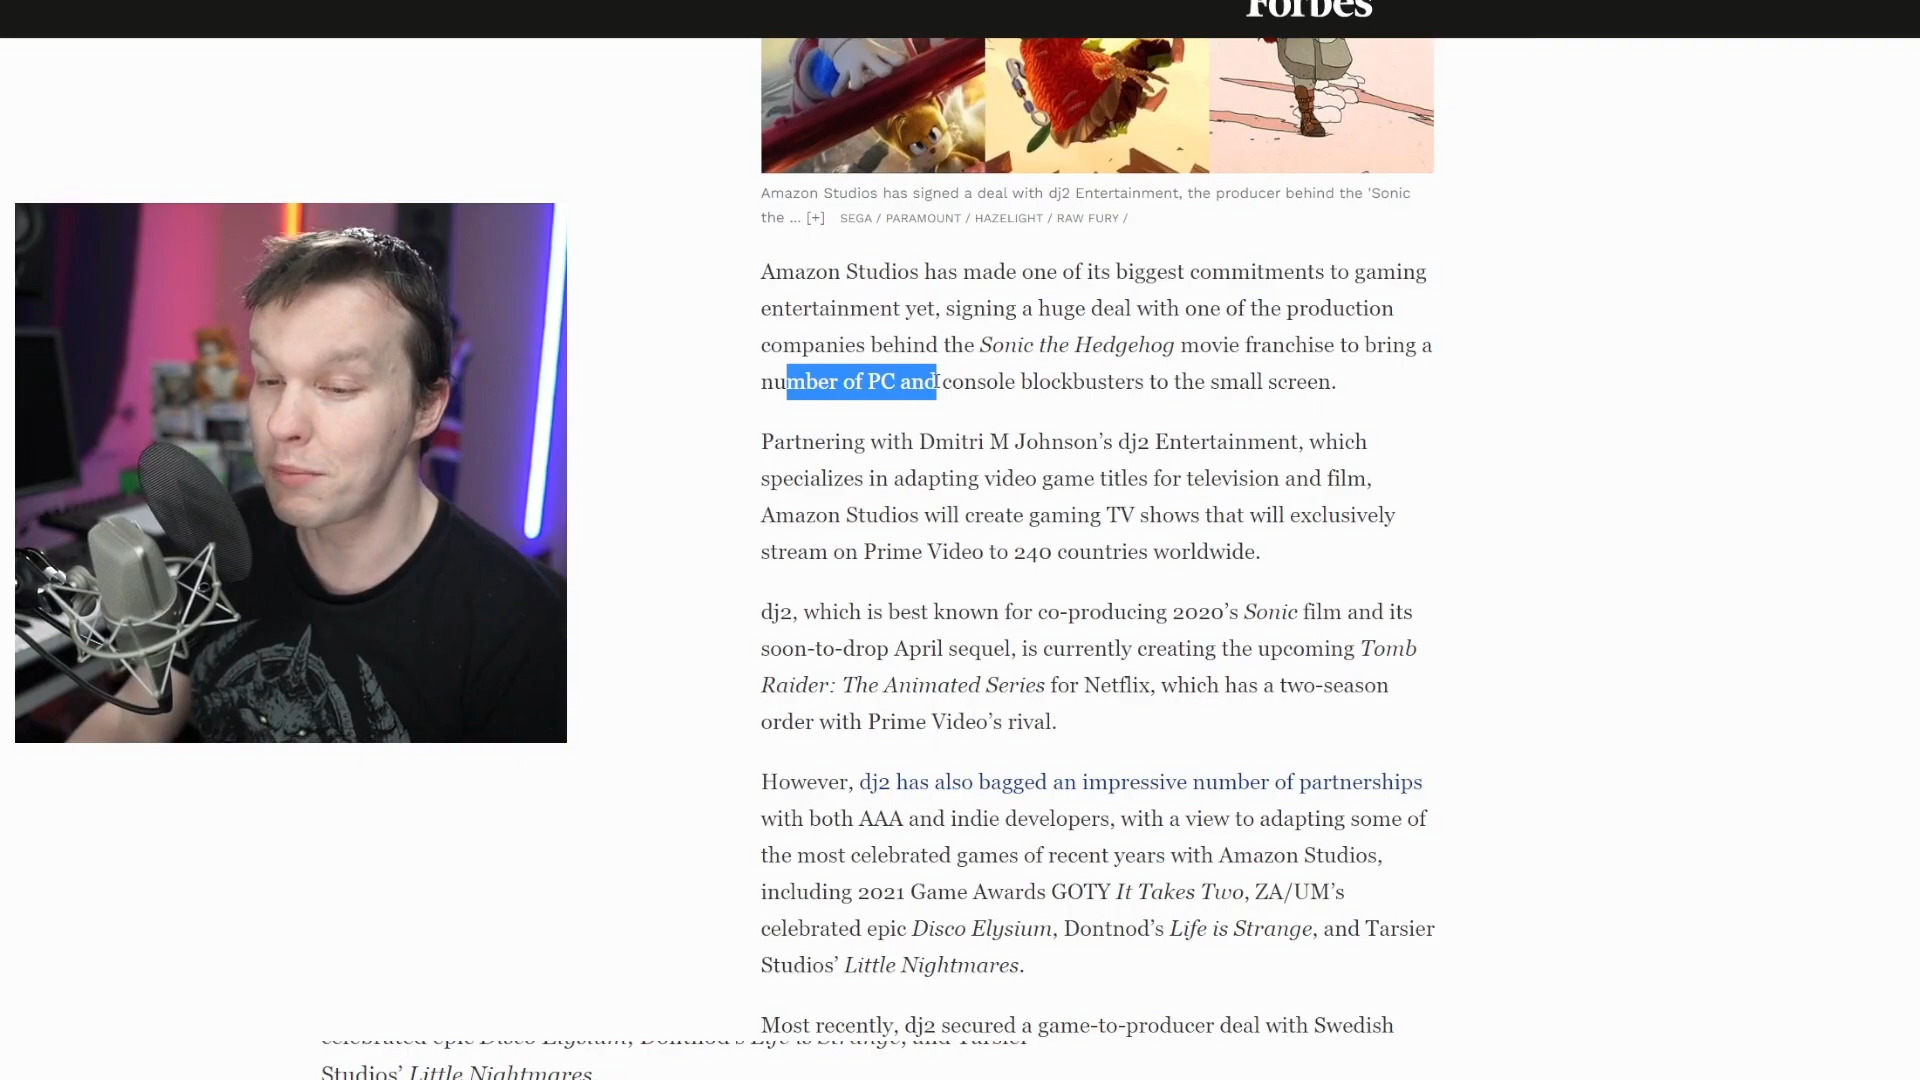 Forbes
Amazon Studios has signed a deal with dj2 Entertainment, the producer behind the 'Sonic
the ... [+] SEGA / PARAMOUNT / HAZELIGHT / RAW FURY /
Amazon Studios has made one of its biggest commitments to gaming
entertainment yet, signing a huge deal with one of the production
companies behind the Sonic the Hedgehog movie franchise to bring a
number of PC and console blockbusters to the small screen.
Partnering with Dmitri M Johnson’s dj2 Entertainment, which
specializes in adapting video game titles for television and film,
Amazon Studios will create gaming TV shows that will exclusively
stream on Prime Video to 240 countries worldwide.
dj2, which is best known for co-producing 2020’s Sonic film and its
soon-to-drop April sequel, is currently creating the upcoming Tomb
Raider: The Animated Series for Netflix, which has a two-season
order with Prime Video’s rival.
However, dj2 has also bagged an impressive number of partnerships
with both AAA and indie developers, with a view to adapting some of
the most celebrated games of recent years with Amazon Studios,
including 2021 Game Awards GOTY It Takes Two, ZA/UM’s
celebrated epic Disco Elysium, Dontnod’s Life is Strange, and Tarsier
Studios’ Little Nightmares.
Most recently, dj2 secured a game-to-producer deal with Swedish
celebrated epic Disco Elysium, Dontnod’s Life is Strange, and Tarsier
Studios’ Little Nightmares.